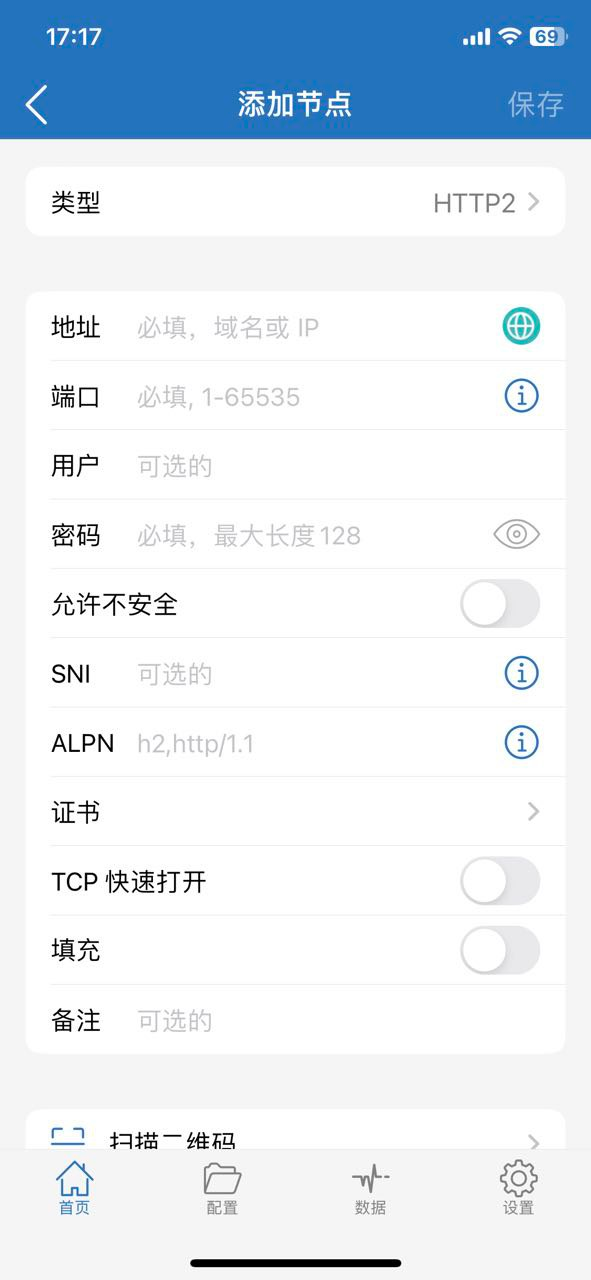 17:17
69
添加节点
保存
类型 HTTP2
地址 必填，域名或 IP
端口 必填, 1-65535
用户 可选的
密码 必填，最大长度128
允许不安全
SNI 可选的
ALPN h2,http/1.1
证书
TCP 快速打开
填充
备注 可选的
扫描二维码
首页 配置 数据 设置